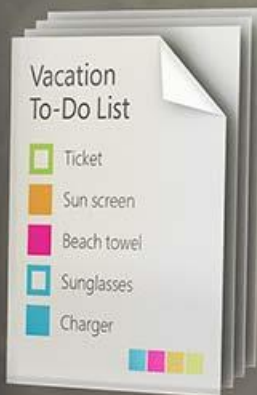 Vacation
To-Do List
Ticket
Sun screen
Beach towel
Sunglasses
Charger